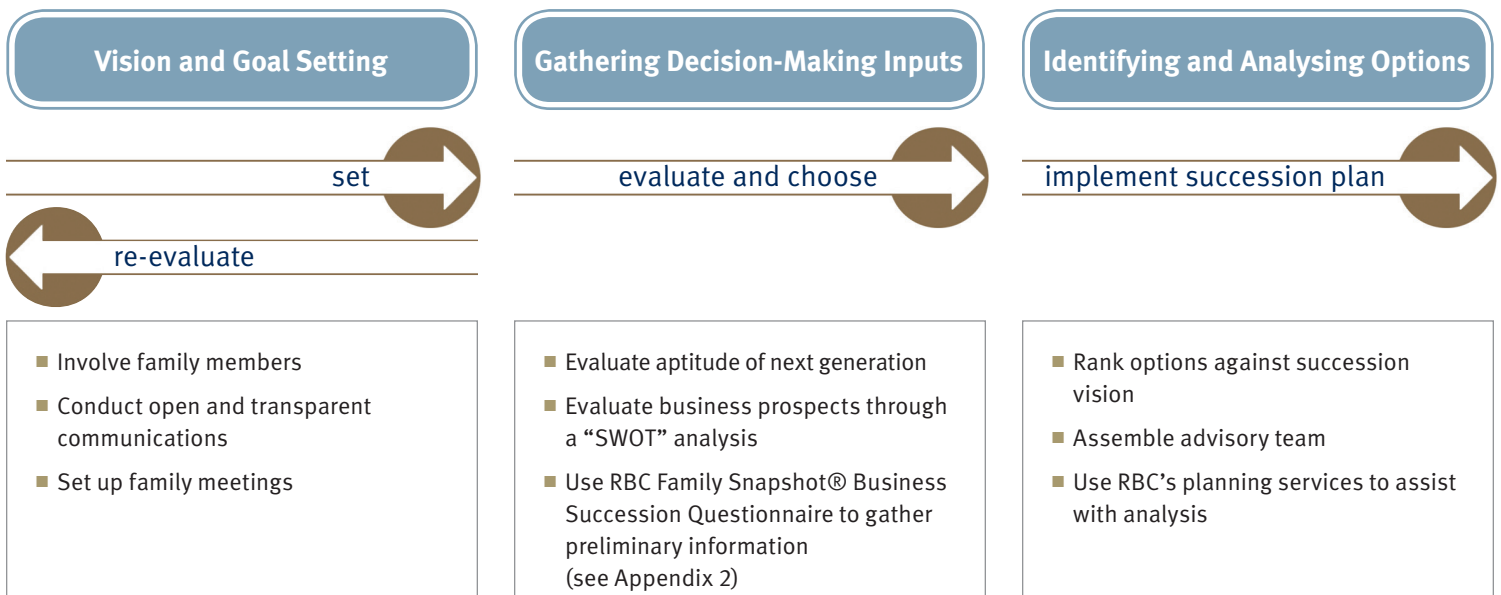 Vision and Goal Setting
Gathering Decision-Making Inputs
Identifying and Analysing Options
set
evaluate and choose
implement succession plan
re-evaluate
■ Involve family members
■ Conduct open and transparent
communications
■ Set up family meetings
■ Evaluate aptitude of next generation
■ Evaluate business prospects through
a “SWOT” analysis
■ Use RBC Family Snapshot® Business
Succession Questionnaire to gather
preliminary information
(see Appendix 2)
■ Rank options against succession
vision
■ Assemble advisory team
■ Use RBC’s planning services to assist
with analysis